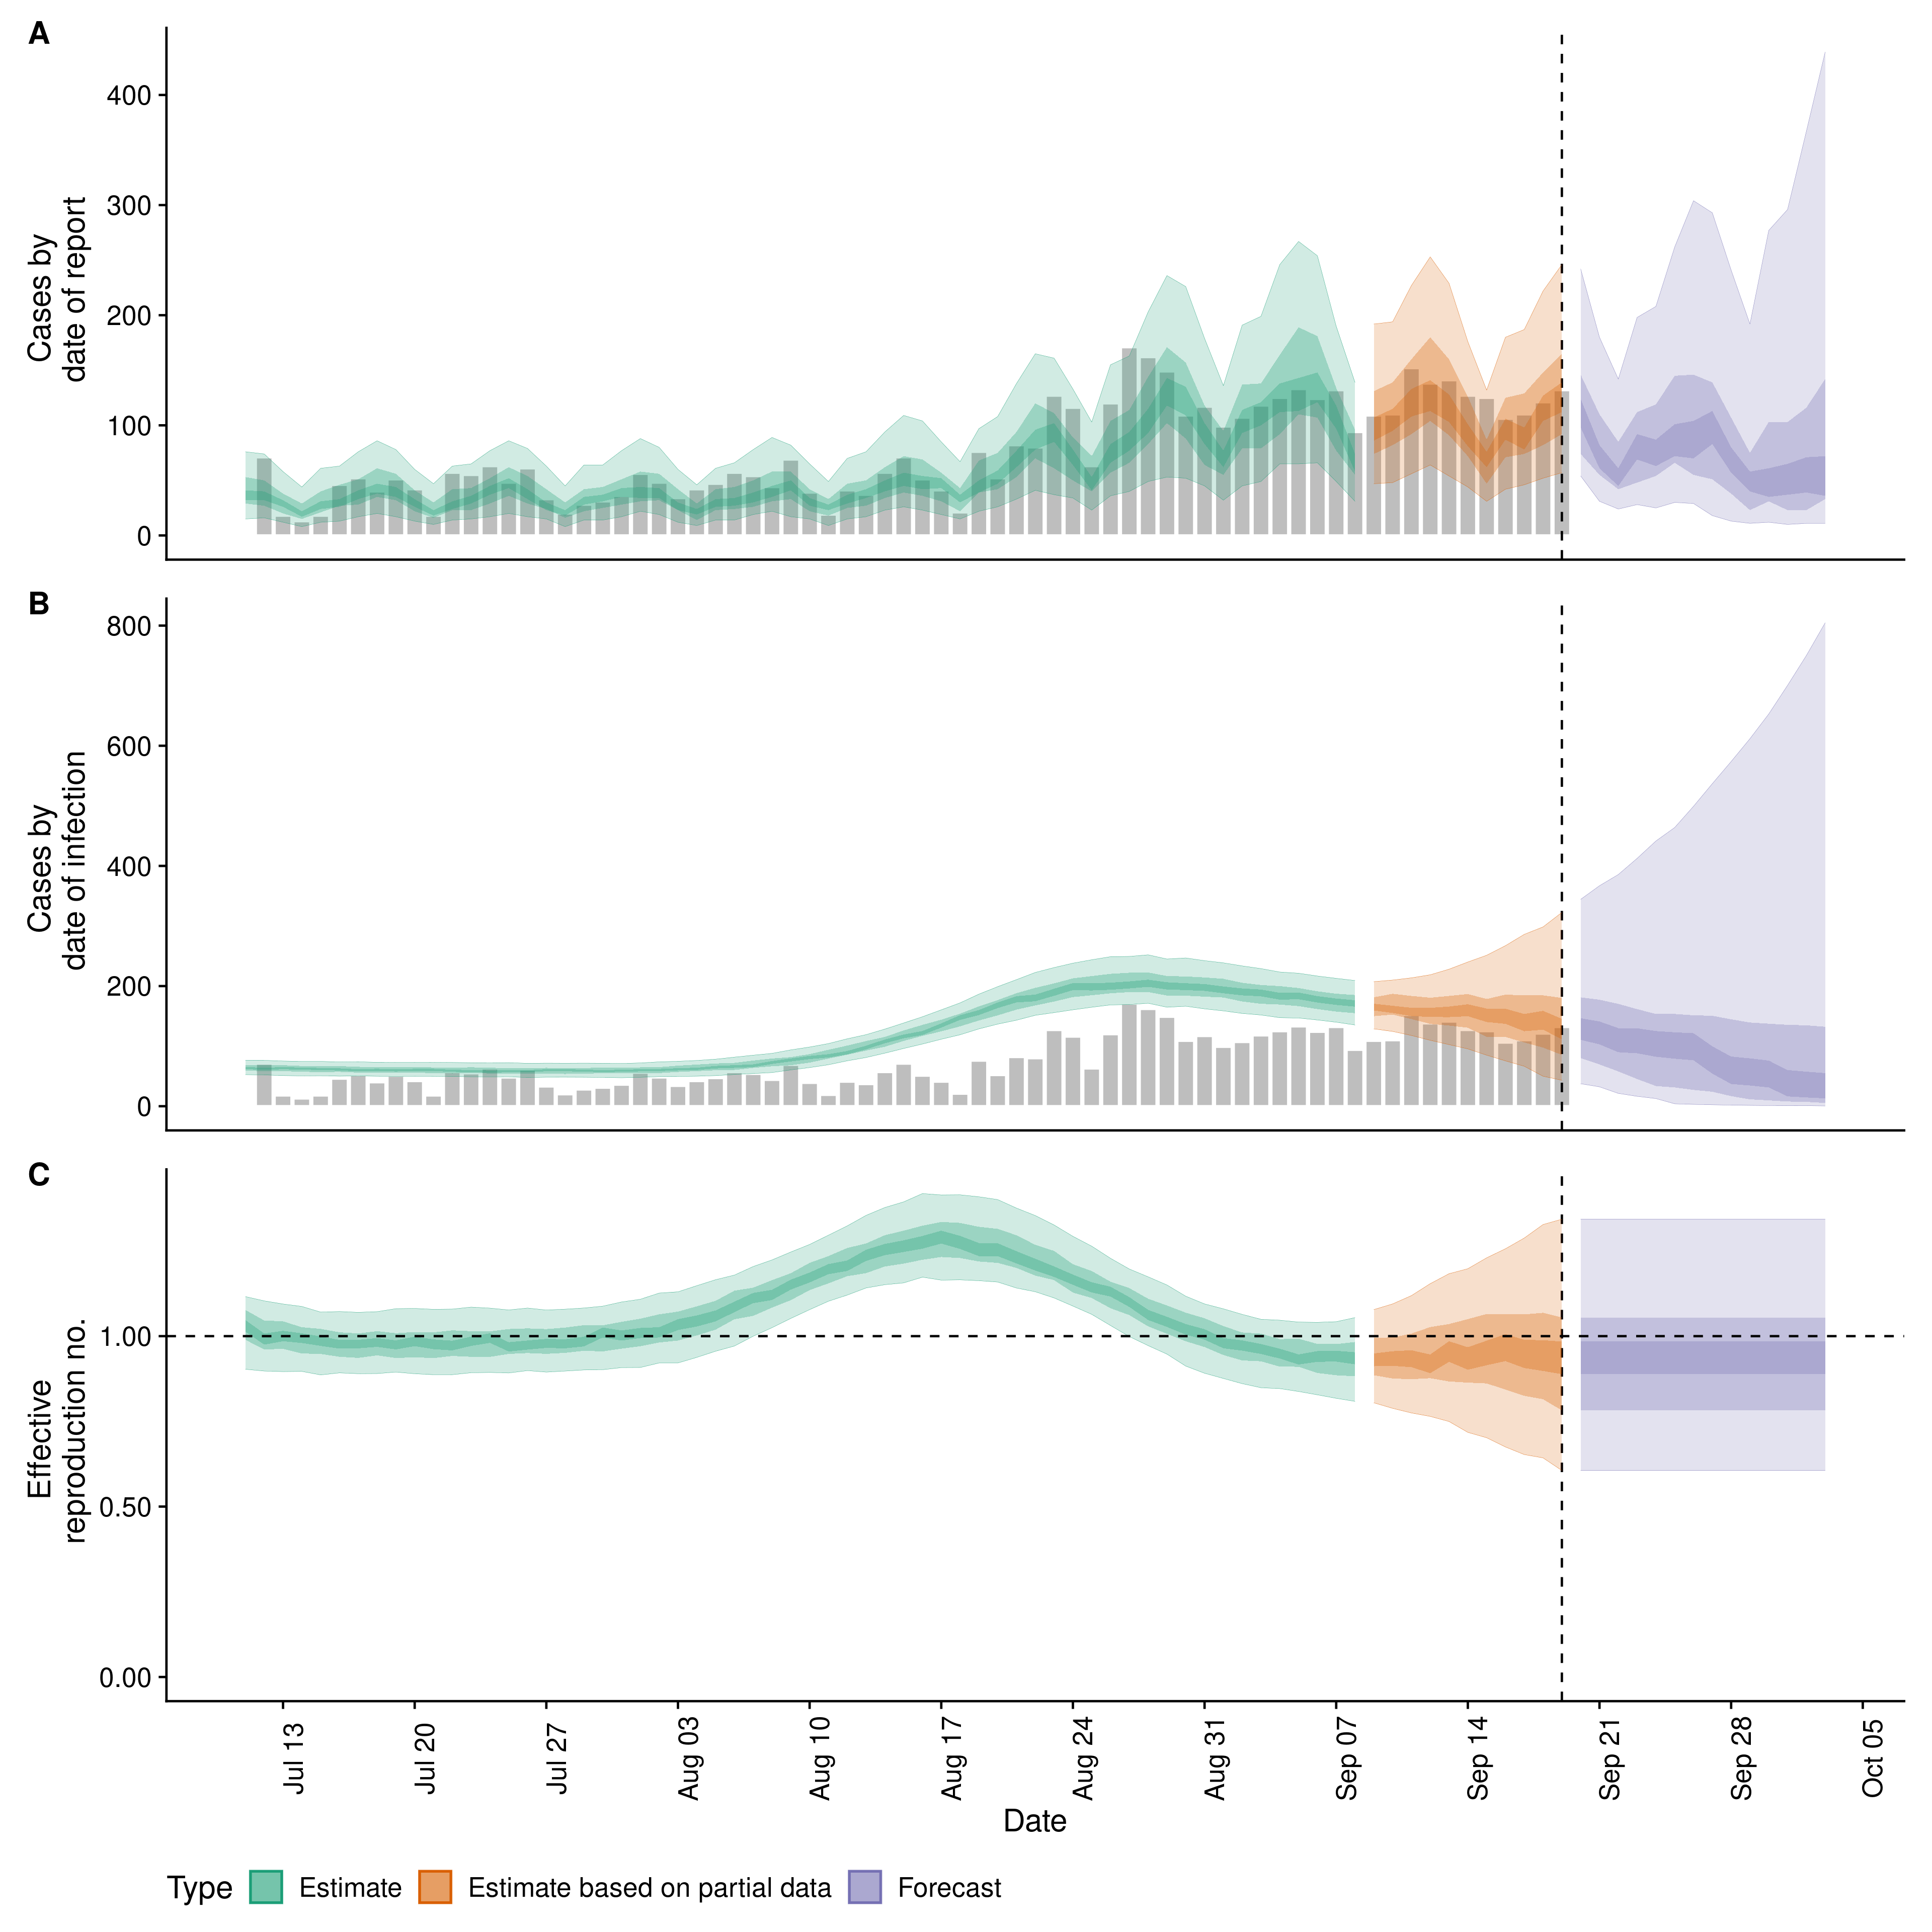 A
Cases by
date of report
400
300
200
100
0
B
Cases by
date of infection
800
600
400
200
0
C
Effective
reproduction no.
1.00
0.50
0.00
Jul 13
Jul 20
Jul 27
Aug 03
Aug 10
Aug 17
Aug 24
Aug 31
Sep 07
Sep 14
Sep 21
Sep 28
Oct 05
Date
Type Estimate Estimate based on partial data Forecast